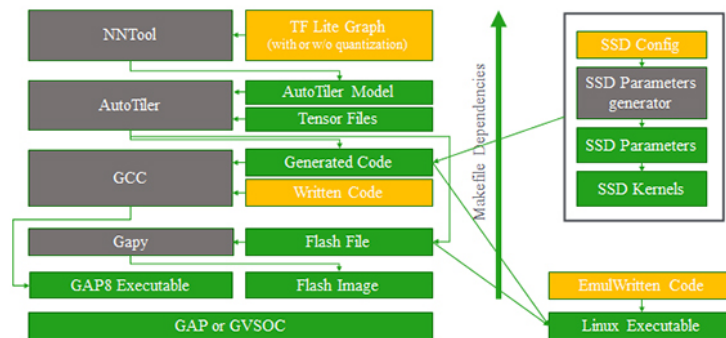 NNTool
TF Lite Graph
(with or w/o quantization)
AutoTiler Model
AutoTiler
Tensor Files
Generated Code
GCC
Written Code
Gapy
Flash File
GAP8 Executable
Flash Image
GAP or GVSOC
Makefile Dependencies
SSD Config
SSD Parameters
generator
SSD Parameters
SSD Kernels
EmulWritten Code
Linux Executable